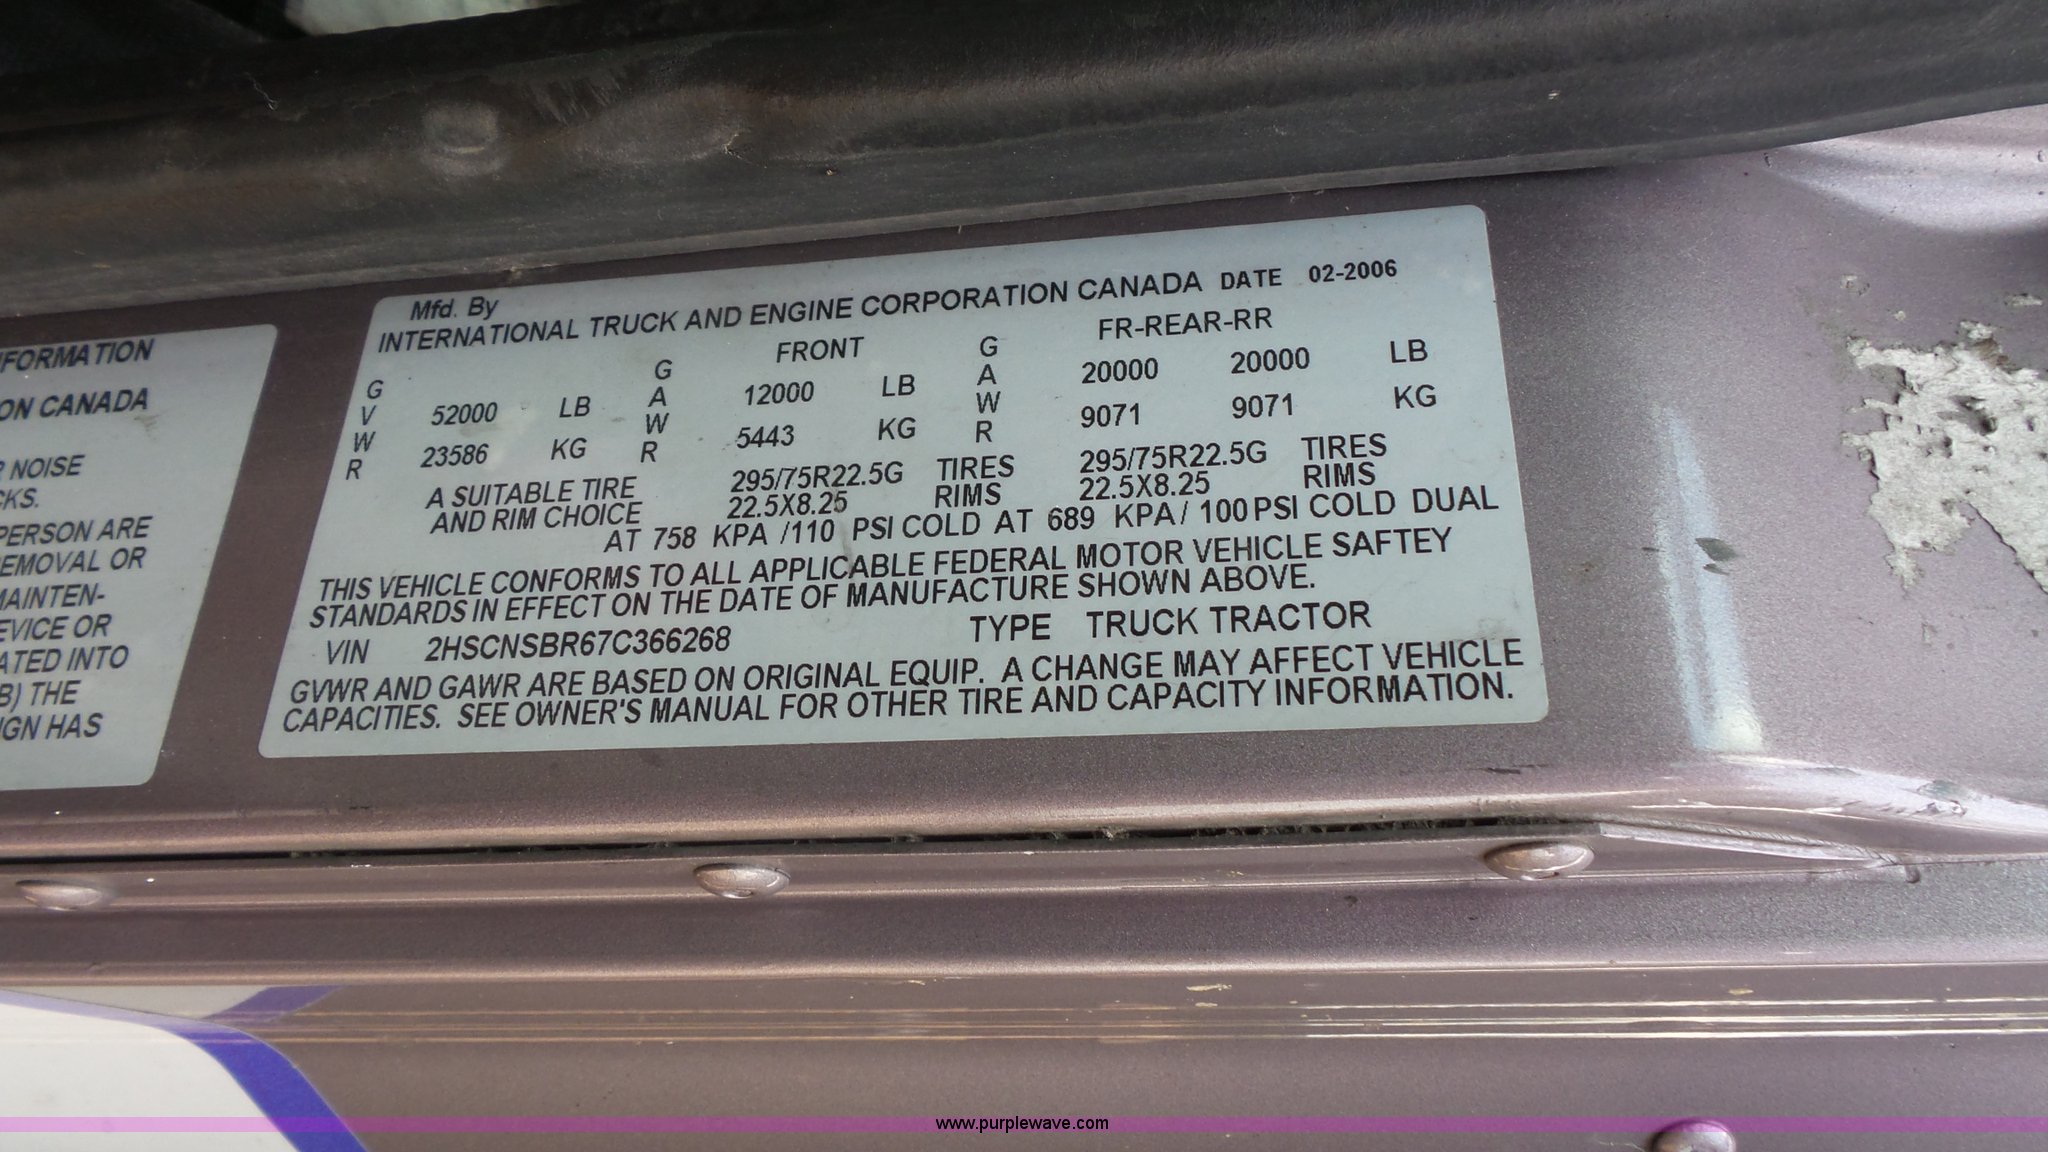 FORMATION
ON CANADA
NOISE
CKS.
PERSON ARE
EMOVAL OR
MAINTEN-
EVICE OR
ATED INTO
B) THE
IGN HAS
Mfd. By
INTERNATIONAL TRUCK AND ENGINE CORPORATION CANADA DATE 02-2006
FRONT FR-REAR-RR
GVWR 52000 LB GAWR 12000 LB GAWR 20000 20000 LB
23586 KG 5443 KG 9071 9071 KG
A SUITABLE TIRE 295/75R22.5G TIRES 295/75R22.5G TIRES
AND RIM CHOICE 22.5X8.25 RIMS 22.5X8.25 RIMS
AT 758 KPA /110 PSI COLD AT 689 KPA/ 100 PSI COLD DUAL
THIS VEHICLE CONFORMS TO ALL APPLICABLE FEDERAL MOTOR VEHICLE SAFTEY
STANDARDS IN EFFECT ON THE DATE OF MANUFACTURE SHOWN ABOVE.
VIN 2HSCNSBR67C366268 TYPE TRUCK TRACTOR
GVWR AND GAWR ARE BASED ON ORIGINAL EQUIP. A CHANGE MAY AFFECT VEHICLE
CAPACITIES. SEE OWNER'S MANUAL FOR OTHER TIRE AND CAPACITY INFORMATION.
www.purplewave.com